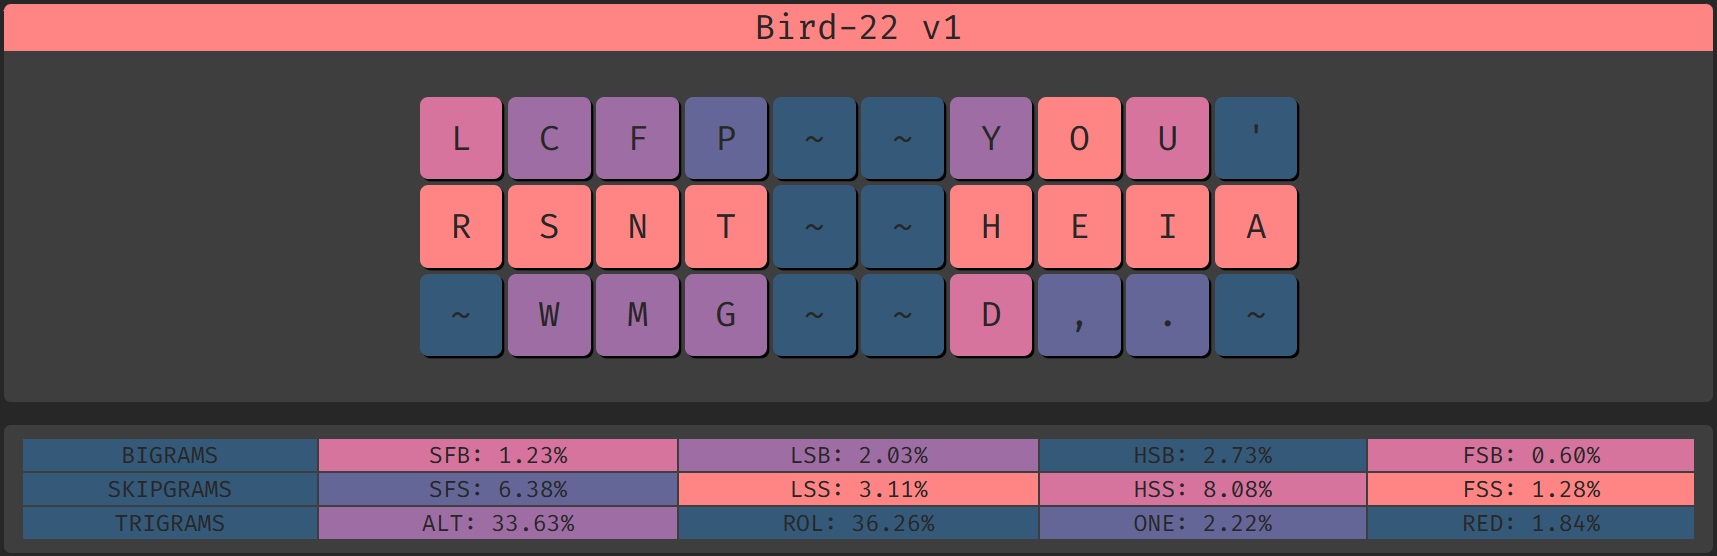 Bird-22 v1
L C F P ~ ~ Y O U '
R S N T ~ ~ H E I A
~ W M G ~ ~ D , . ~
BIGRAMS SFB: 1.23% LSB: 2.03% HSB: 2.73% FSB: 0.60%
SKIPGRAMS SFS: 6.38% LSS: 3.11% HSS: 8.08% FSS: 1.28%
TRIGRAMS ALT: 33.63% ROL: 36.26% ONE: 2.22% RED: 1.84%